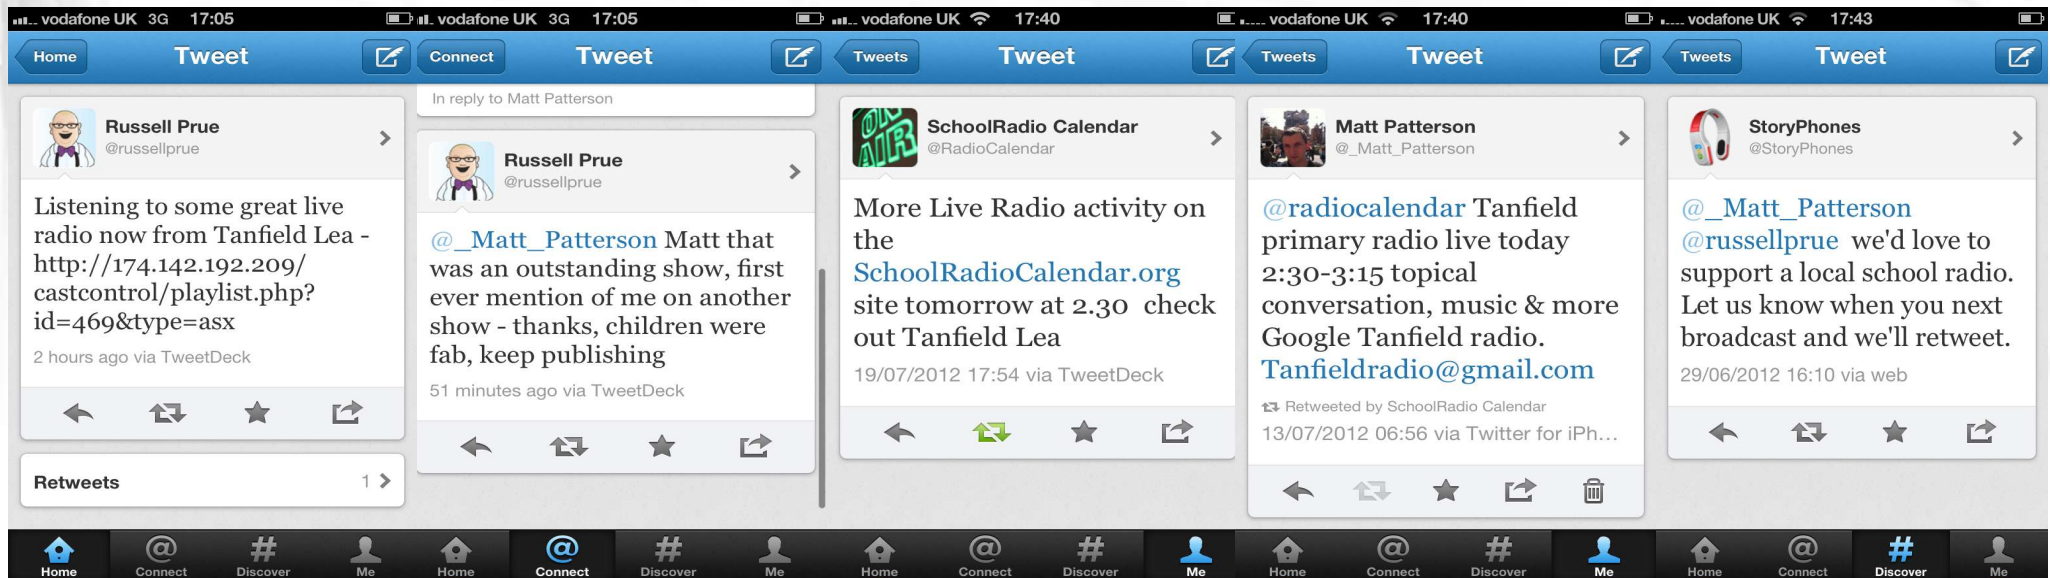 vodafone UK 3G 17:05
Home
Tweet
Russell Prue
@russellprue
Listening to some great live
radio now from Tanfield Lea -
http://174.142.192.209/
castcontrol/playlist.php?
id=469&type=asx
2 hours ago via TweetDeck
Retweets 1
Home Connect Discover Me
vodafone UK 3G 17:05
Connect
Tweet
In reply to Matt Patterson
Russell Prue
@russellprue
@_Matt_Patterson Matt that
was an outstanding show, first
ever mention of me on another
show - thanks, children were
fab, keep publishing
51 minutes ago via TweetDeck
Home Connect Discover Me
vodafone UK 17:40
Tweets
Tweet
ON
AIR
SchoolRadio Calendar
@RadioCalendar
More Live Radio activity on
the
SchoolRadioCalendar.org
site tomorrow at 2.30 check
out Tanfield Lea
19/07/2012 17:54 via TweetDeck
Home Connect Discover Me
vodafone UK 17:40
Tweets
Tweet
Matt Patterson
@_Matt_Patterson
@radiocalendar Tanfield
primary radio live today
2:30-3:15 topical
conversation, music & more
Google Tanfield radio.
Tanfieldradio@gmail.com
Retweeted by SchoolRadio Calendar
13/07/2012 06:56 via Twitter for iPh...
Home Connect Discover Me
vodafone UK 17:43
Tweets
Tweet
StoryPhones
@StoryPhones
@_Matt_Patterson
@russellprue we'd love to
support a local school radio.
Let us know when you next
broadcast and we'll retweet.
29/06/2012 16:10 via web
Home Connect Discover Me